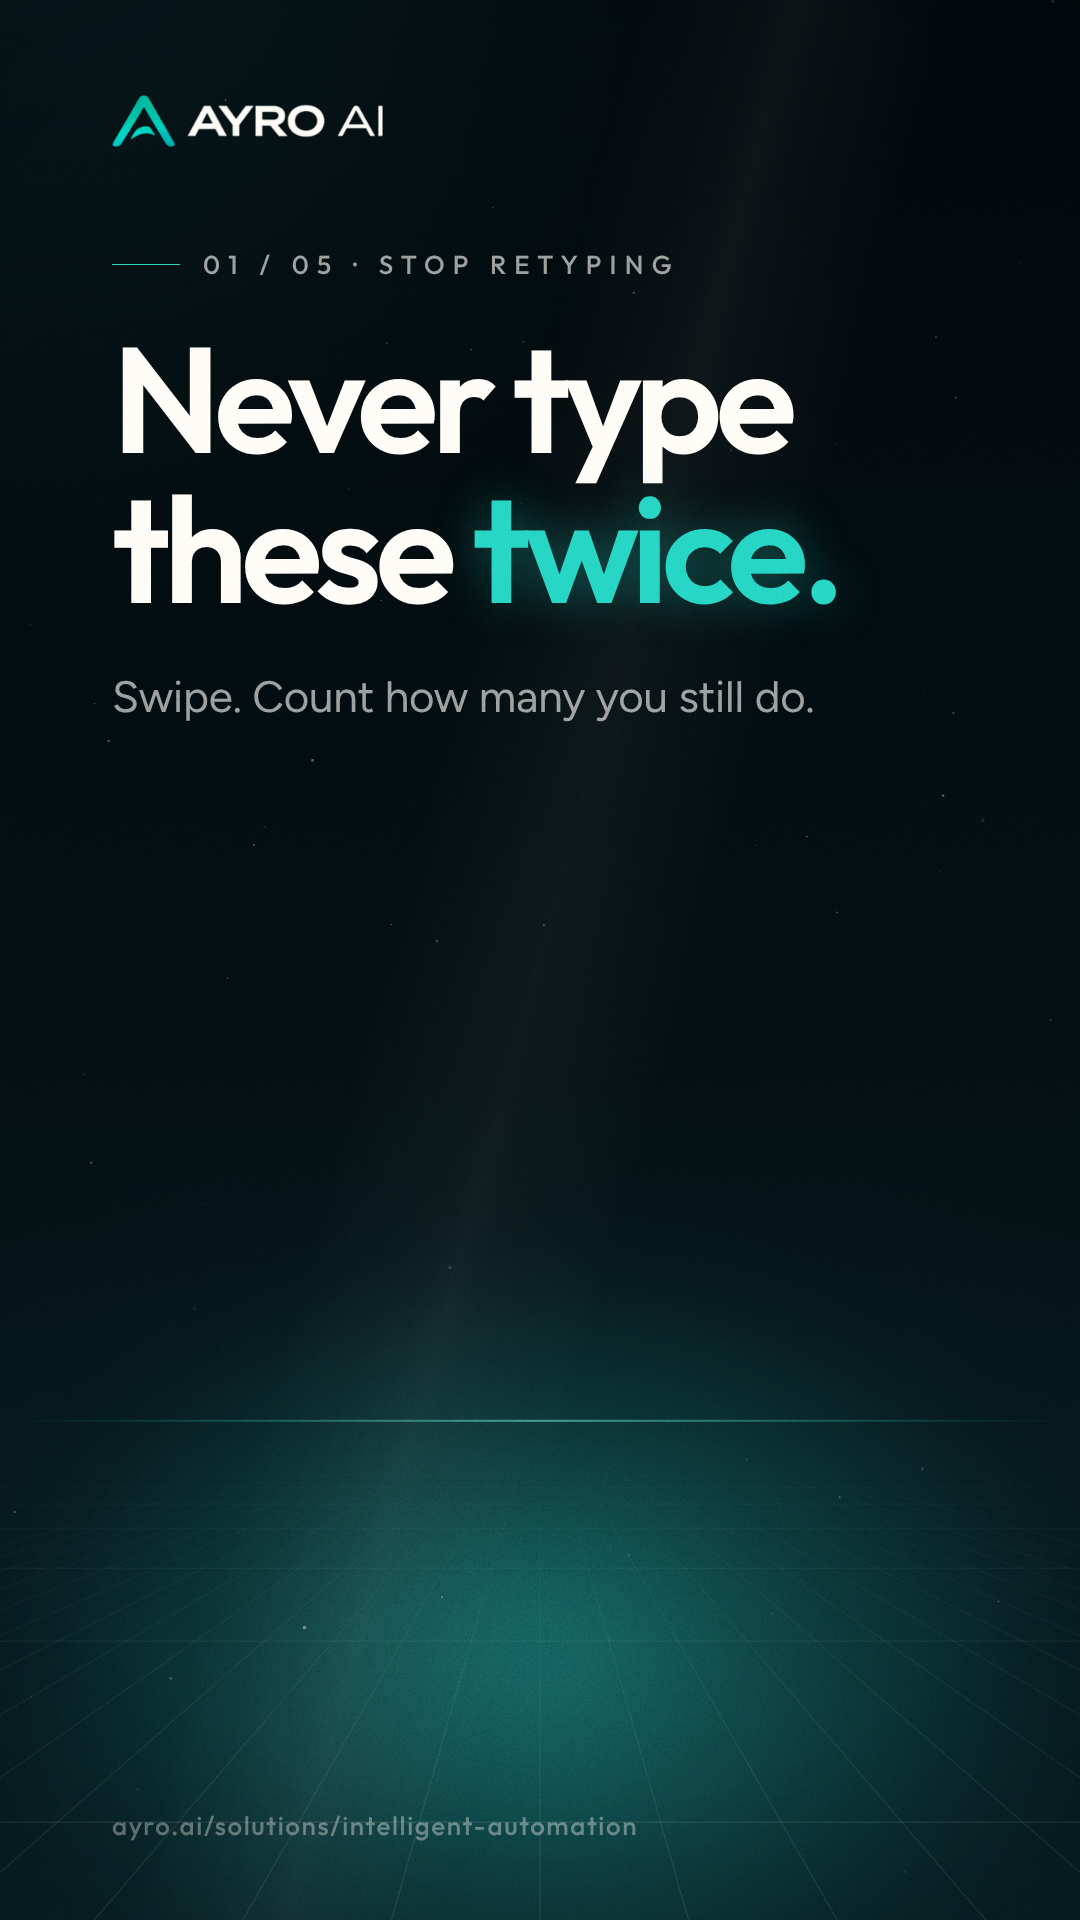 AYRO AI
01 / 05 · STOP RETYPING
Never type
these twice.
Swipe. Count how many you still do.
ayro.ai/solutions/intelligent-automation